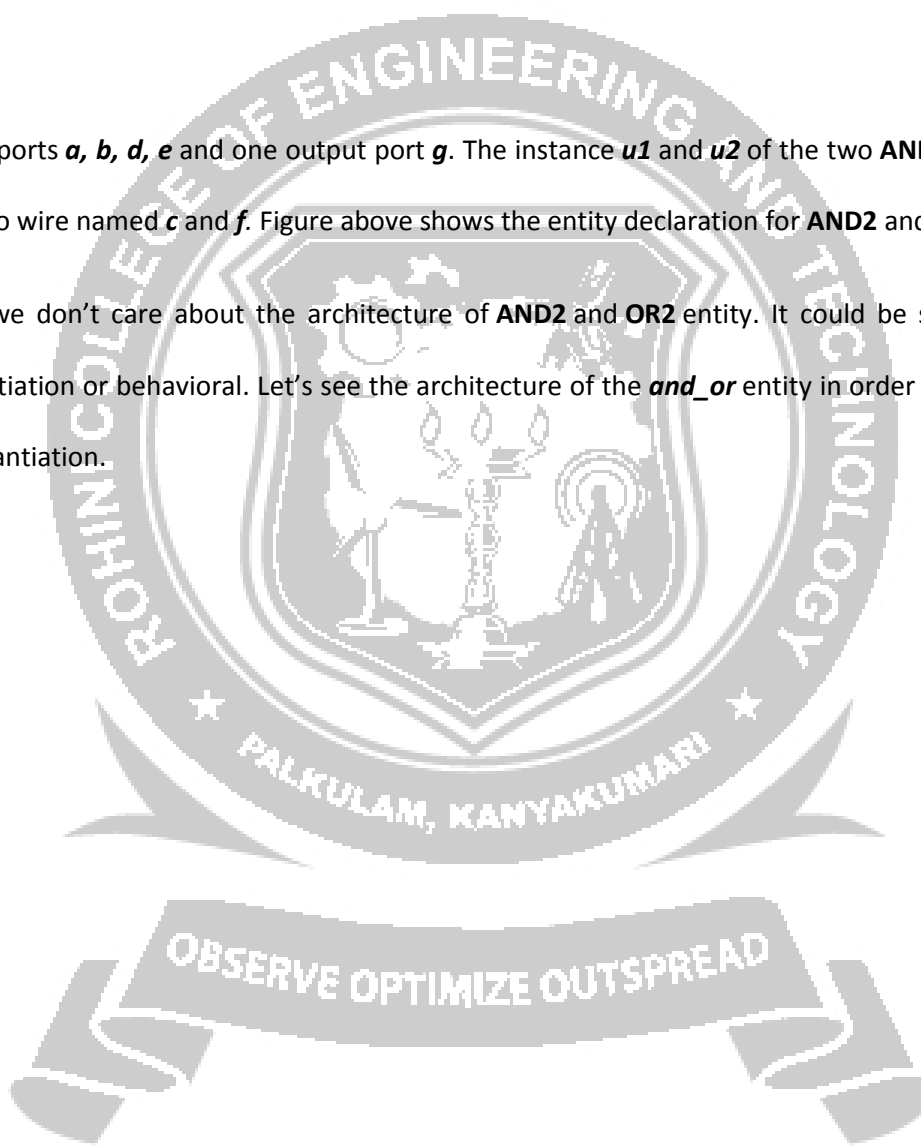 ENGINEERING
ROHINI COLLEGE OF ENGINEERING AND TECHNOLOGY
ports a, b, d, e and one output port g. The instance u1 and u2 of the two
o wire named c and f. Figure above shows the entity declaration for AND2 and
we don’t care about the architecture of AND2 and OR2 entity. It could be
tiation or behavioral. Let’s see the architecture of the and_or entity in order
antiation.
PALKULAM, KANYAKUMARI
OBSERVE OPTIMIZE OUTSPREAD